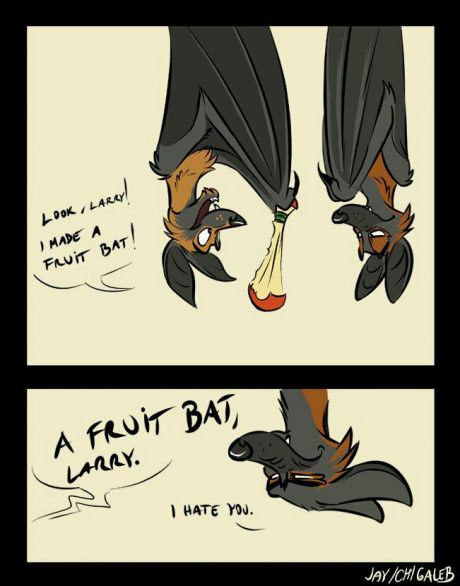 LOOK, LARRY!
I MADE A
FRUIT BAT!
A FRUIT BAT,
LARRY.
I HATE YOU.
JAY/CHIGALEB